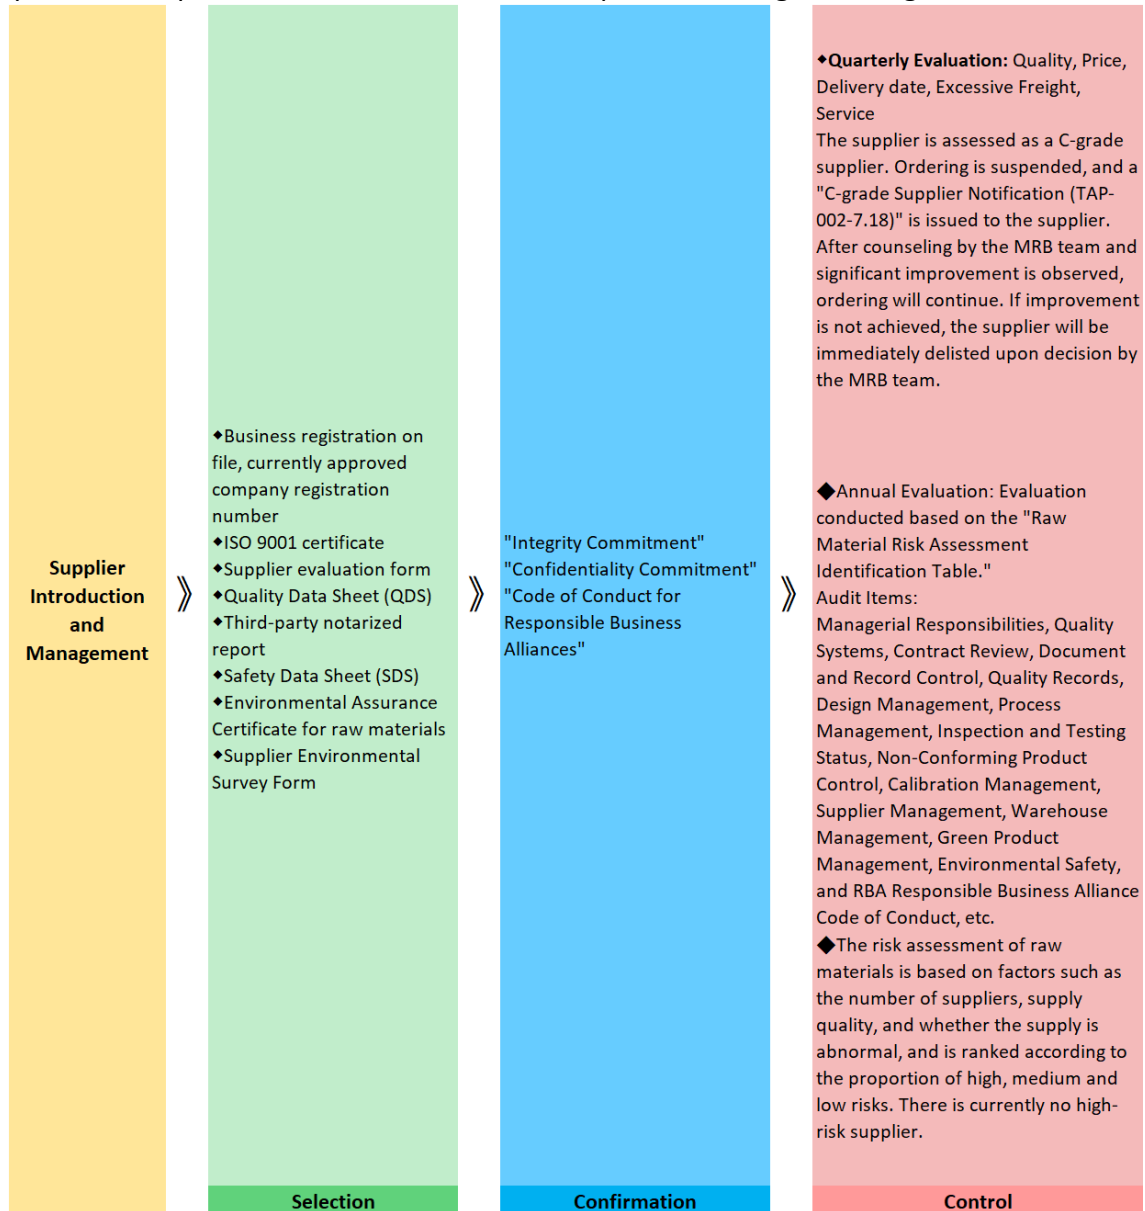 Supplier
Introduction
and
Management
》
◆Business registration on
file, currently approved
company registration
number
◆ISO 9001 certificate
◆Supplier evaluation form
◆Quality Data Sheet (QDS)
◆Third-party notarized
report
◆Safety Data Sheet (SDS)
◆Environmental Assurance
Certificate for raw materials
◆Supplier Environmental
Survey Form
Selection
》
"Integrity Commitment"
"Confidentiality Commitment"
"Code of Conduct for
Responsible Business
Alliances"
Confirmation
》
◆Quarterly Evaluation: Quality, Price,
Delivery date, Excessive Freight,
Service
The supplier is assessed as a C-grade
supplier. Ordering is suspended, and a
"C-grade Supplier Notification (TAP-
002-7.18)" is issued to the supplier.
After counseling by the MRB team and
significant improvement is observed,
ordering will continue. If improvement
is not achieved, the supplier will be
immediately delisted upon decision by
the MRB team.
◆Annual Evaluation: Evaluation
conducted based on the "Raw
Material Risk Assessment
Identification Table."
Audit Items:
Managerial Responsibilities, Quality
Systems, Contract Review, Document
and Record Control, Quality Records,
Design Management, Process
Management, Inspection and Testing
Status, Non-Conforming Product
Control, Calibration Management,
Supplier Management, Warehouse
Management, Green Product
Management, Environmental Safety,
and RBA Responsible Business Alliance
Code of Conduct, etc.
◆The risk assessment of raw
materials is based on factors such as
the number of suppliers, supply
quality, and whether the supply is
abnormal, and is ranked according to
the proportion of high, medium and
low risks. There is currently no high-
risk supplier.
Control